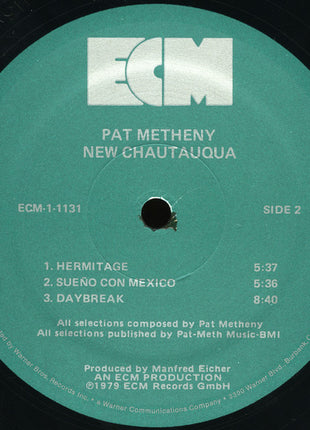 ECM
PAT METHENY
NEW CHAUTAUQUA
ECM-1-1131 SIDE 2
1. HERMITAGE 5:37
2. SUEÑO CON MEXICO 5:36
3. DAYBREAK 8:40
All selections composed by Pat Metheny
All selections published by Pat-Meth Music-BMI
Produced by Manfred Eicher
AN ECM PRODUCTION
℗1979 ECM Records GmbH
by Warner Bros. Records Inc., a Warner Communications Company • 3300 Warner Blvd., Burbank,